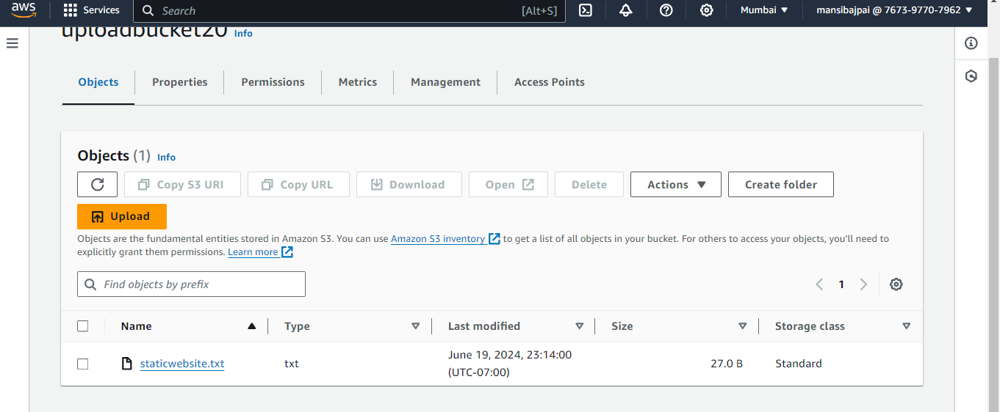 aws Services Search [Alt+S] Mumbai ▼ mansibajpai @ 7673-9770-7962 ▼
uploadbucket20 Info
Objects Properties Permissions Metrics Management Access Points
Objects (1) Info
Copy S3 URI Copy URL Download Open Delete Actions ▼ Create folder
Upload
Objects are the fundamental entities stored in Amazon S3. You can use Amazon S3 inventory to get a list of all objects in your bucket. For others to access your objects, you’ll need to
explicitly grant them permissions. Learn more
Find objects by prefix 1
Name Type Last modified Size Storage class
staticwebsite.txt txt June 19, 2024, 23:14:00 27.0 B Standard
(UTC-07:00)